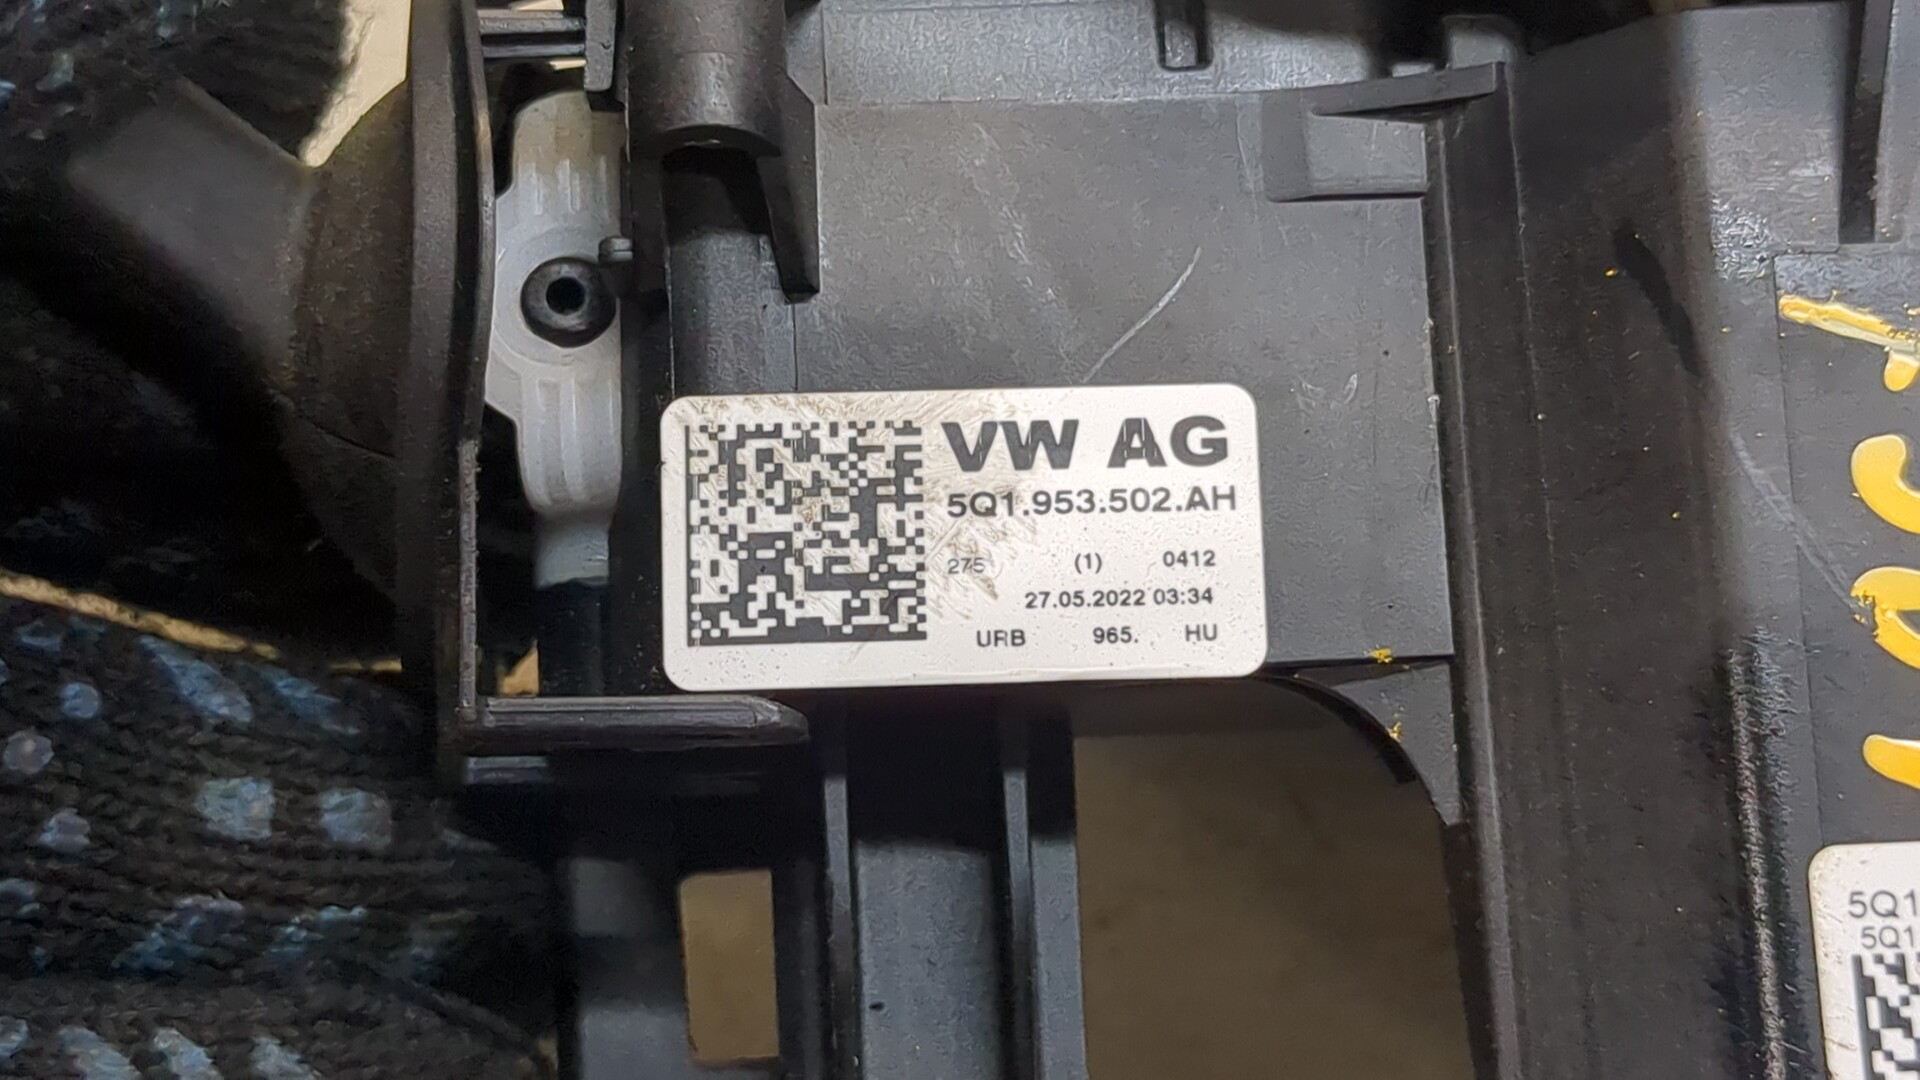 VW AG
5Q1.953.502.AH
275 (1) 0412
27.05.2022 03:34
URB 965. HU
5Q1
5Q1